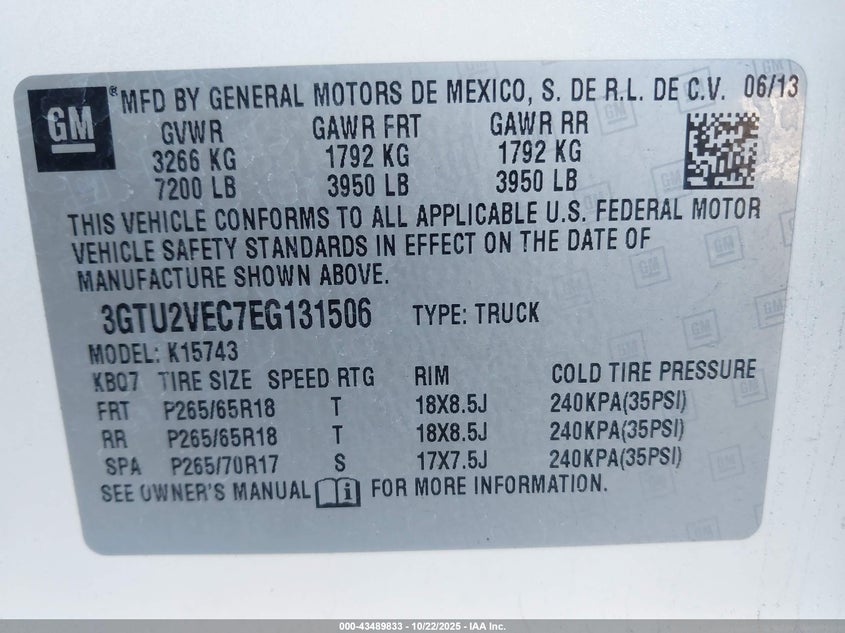 GM ® MFD BY GENERAL MOTORS DE MEXICO, S. DE R.L. DE C.V. 06/13
GVWR GAWR FRT GAWR RR
3266 KG 1792 KG 1792 KG
7200 LB 3950 LB 3950 LB
THIS VEHICLE CONFORMS TO ALL APPLICABLE U.S. FEDERAL MOTOR
VEHICLE SAFETY STANDARDS IN EFFECT ON THE DATE OF
MANUFACTURE SHOWN ABOVE.
3GTU2VEC7EG131506 TYPE: TRUCK
MODEL: K15743
KBQ7 TIRE SIZE SPEED RTG RIM COLD TIRE PRESSURE
FRT P265/65R18 T 18X8.5J 240KPA(35PSI)
RR P265/65R18 T 18X8.5J 240KPA(35PSI)
SPA P265/70R17 S 17X7.5J 240KPA(35PSI)
SEE OWNER'S MANUAL i FOR MORE INFORMATION.
000-43489833 - 10/22/2025 - IAA Inc.